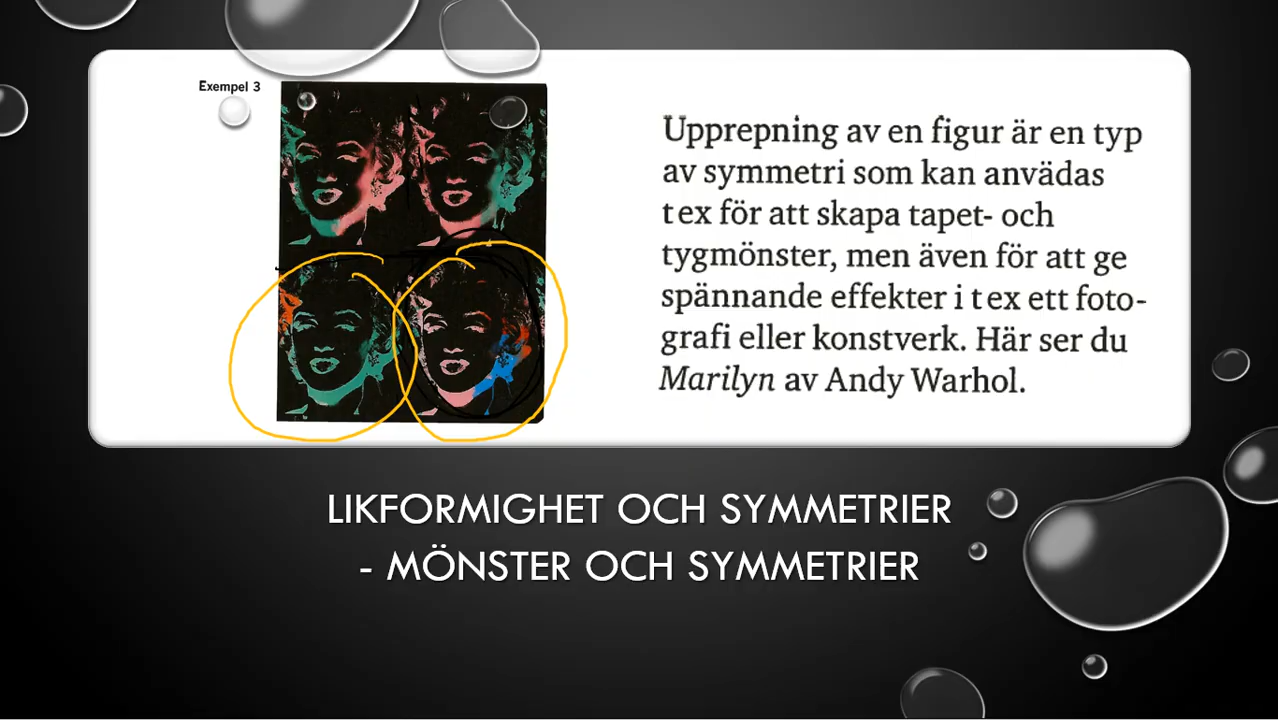 Exempel 3
Upprepning av en figur är en typ
av symmetri som kan anvädas
t ex för att skapa tapet- och
tygmönster, men även för att ge
spännande effekter i t ex ett foto-
grafi eller konstverk. Här ser du
Marilyn av Andy Warhol.
LIKFORMIGHET OCH SYMMETRIER
- MÖNSTER OCH SYMMETRIER